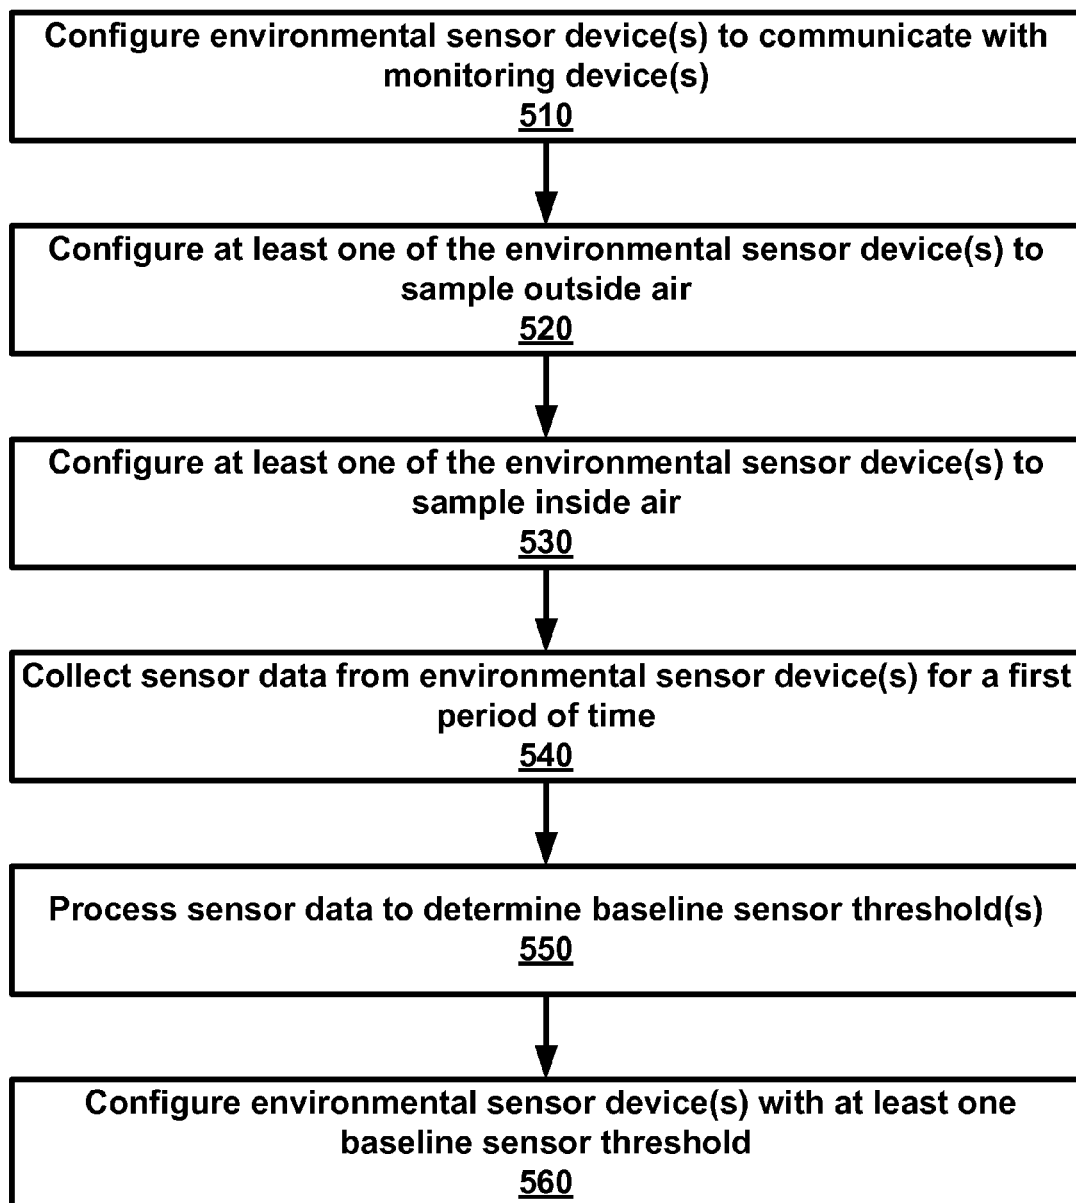 Configure environmental sensor device(s) to communicate with
monitoring device(s)
510
Configure at least one of the environmental sensor device(s) to
sample outside air
520
Configure at least one of the environmental sensor device(s) to
sample inside air
530
Collect sensor data from environmental sensor device(s) for a first
period of time
540
Process sensor data to determine baseline sensor threshold(s)
550
Configure environmental sensor device(s) with at least one
baseline sensor threshold
560